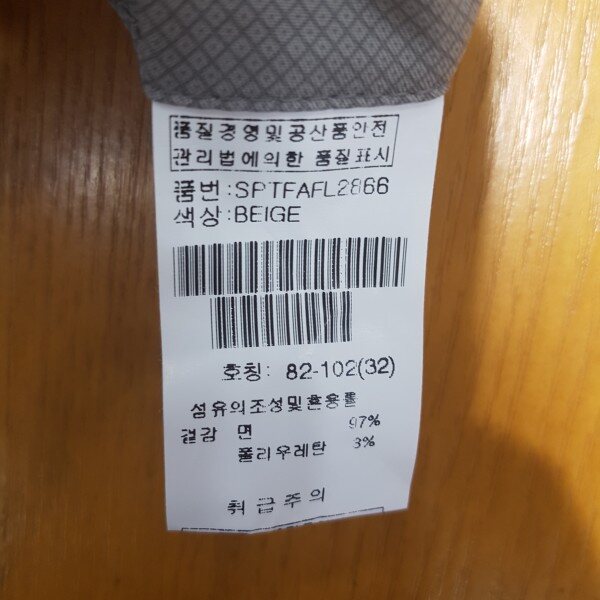 품질경영및공산품안전
관리법에의한 품질표시
품번:SPTFAFL2866
색상:BEIGE
호칭: 82-102(32)
섬유의조성및혼용률
겉감 면 97%
폴리우레탄 3%
취급주의